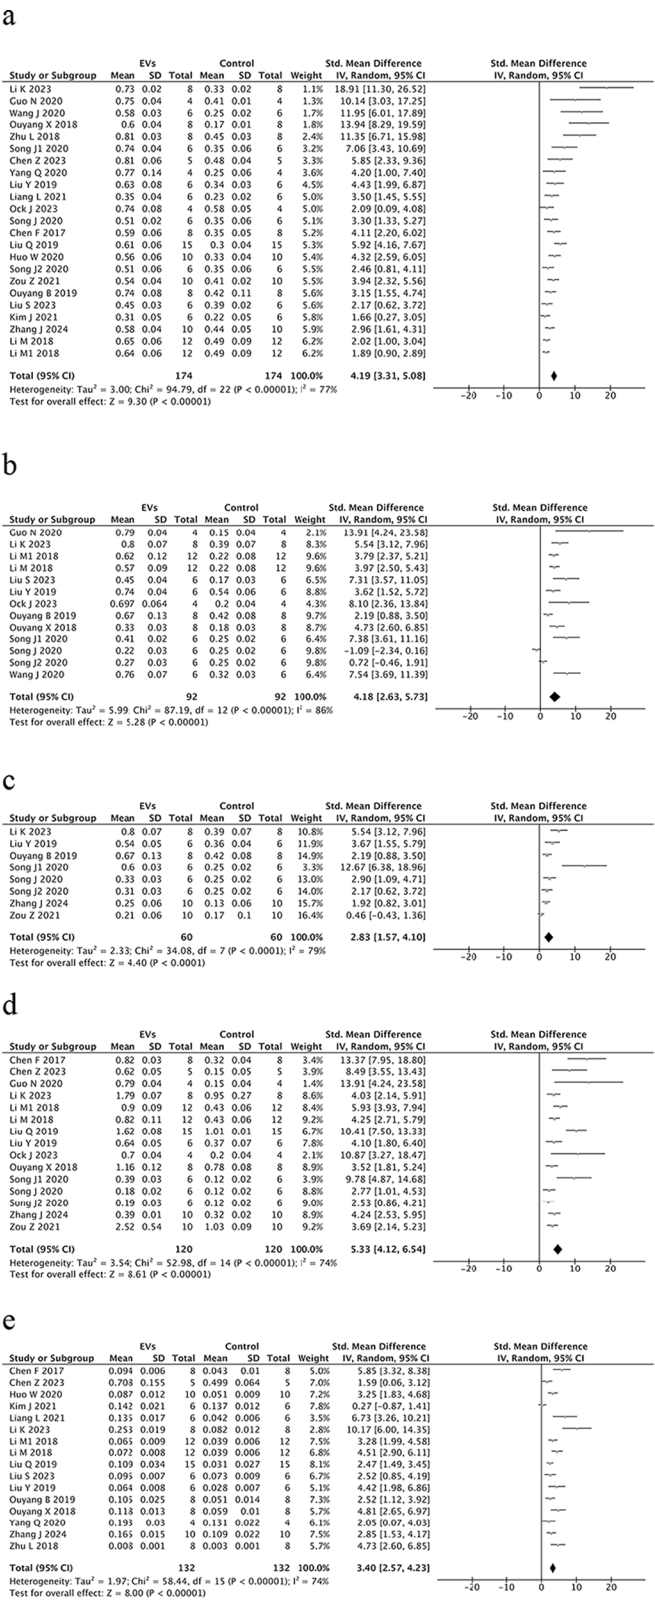 a
EVs Control Std. Mean Difference Std. Mean Difference
Study or Subgroup Mean SD Total Mean SD Total Weight IV, Random, 95% CI IV, Random, 95% CI
Li K 2023 0.73 0.02 8 0.33 0.02 8 1.1% 18.91 [11.30, 26.52]
Guo N 2020 0.75 0.04 4 0.41 0.01 4 1.3% 10.14 [3.03, 17.25]
Wang J 2020 0.58 0.03 6 0.25 0.02 6 1.7% 11.95 [6.01, 17.89]
Ouyang X 2018 0.6 0.04 8 0.17 0.01 8 1.8% 13.94 [8.29, 19.59]
Zhu L 2018 0.81 0.03 8 0.45 0.03 8 2.5% 11.35 [6.71, 15.98]
Song J1 2020 0.74 0.04 6 0.35 0.06 6 3.2% 7.06 [3.43, 10.69]
Chen Z 2023 0.81 0.06 5 0.48 0.04 5 3.3% 5.85 [2.33, 9.36]
Yang Q 2020 0.77 0.14 4 0.25 0.06 4 3.6% 4.20 [1.00, 7.40]
Liu Y 2019 0.63 0.08 6 0.34 0.03 6 4.5% 4.43 [1.99, 6.87]
Liang L 2021 0.35 0.04 6 0.23 0.02 6 5.0% 3.50 [1.45, 5.55]
Ock J 2023 0.74 0.08 4 0.58 0.05 4 5.0% 2.09 [0.09, 4.08]
Song J 2020 0.51 0.02 6 0.35 0.06 6 5.1% 3.30 [1.33, 5.27]
Chen F 2017 0.59 0.06 8 0.35 0.05 8 5.2% 4.11 [2.20, 6.02]
Liu Q 2019 0.61 0.06 15 0.3 0.04 15 5.4% 5.92 [4.16, 7.67]
Huo W 2020 0.56 0.06 10 0.33 0.04 10 5.4% 4.32 [2.59, 6.05]
Song J2 2020 0.51 0.06 6 0.35 0.06 6 5.5% 2.46 [0.81, 4.11]
Zou Z 2021 0.54 0.04 10 0.41 0.02 10 5.6% 3.94 [2.32, 5.56]
Ouyang B 2019 0.74 0.08 8 0.42 0.11 8 5.6% 3.15 [1.55, 4.74]
Liu S 2023 0.45 0.03 6 0.39 0.02 6 5.7% 2.17 [0.62, 3.72]
Kim J 2021 0.31 0.05 6 0.22 0.05 6 5.9% 1.66 [0.27, 3.05]
Zhang J 2024 0.58 0.04 10 0.44 0.05 10 5.9% 2.96 [1.61, 4.31]
Li M 2018 0.65 0.06 12 0.49 0.09 12 6.2% 2.02 [1.00, 3.04]
Li M1 2018 0.64 0.06 12 0.49 0.09 12 6.2% 1.89 [0.90, 2.89]
Total (95% CI) 174 174 100.0% 4.19 [3.31, 5.08]
Heterogeneity: Tau² = 3.00; Chi² = 94.79, df = 22 (P < 0.00001); I² = 77%
Test for overall effect: Z = 9.30 (P < 0.00001)
-20 -10 0 10 20
b
EVs Control Std. Mean Difference Std. Mean Difference
Study or Subgroup Mean SD Total Mean SD Total Weight IV, Random, 95% CI IV, Random, 95% CI
Guo N 2020 0.79 0.04 4 0.15 0.04 4 2.1% 13.91 [4.24, 23.58]
Li K 2023 0.8 0.07 8 0.39 0.07 8 8.3% 5.54 [3.12, 7.96]
Li M1 2018 0.62 0.12 12 0.22 0.08 12 9.6% 3.79 [2.37, 5.21]
Li M 2018 0.57 0.09 12 0.22 0.08 12 9.6% 3.97 [2.50, 5.43]
Liu S 2023 0.45 0.04 6 0.17 0.03 6 6.5% 7.31 [3.57, 11.05]
Liu Y 2019 0.74 0.04 6 0.54 0.06 6 8.8% 3.62 [1.52, 5.72]
Ock J 2023 0.697 0.064 4 0.2 0.04 4 4.3% 8.10 [2.36, 13.84]
Ouyang B 2019 0.67 0.13 8 0.42 0.08 8 9.7% 2.19 [0.88, 3.50]
Ouyang X 2018 0.33 0.03 8 0.18 0.03 8 8.7% 4.73 [2.60, 6.85]
Song J1 2020 0.41 0.02 6 0.25 0.02 6 6.4% 7.38 [3.61, 11.16]
Song J 2020 0.22 0.03 6 0.25 0.02 6 9.8% -1.09 [-2.34, 0.16]
Song J2 2020 0.27 0.03 6 0.25 0.02 6 9.8% 0.72 [-0.46, 1.91]
Wang J 2020 0.76 0.07 6 0.32 0.03 6 6.4% 7.54 [3.69, 11.39]
Total (95% CI) 92 92 100.0% 4.18 [2.63, 5.73]
Heterogeneity: Tau² = 5.99 Chi² = 87.19, df = 12 (P < 0.00001); I² = 86%
Test for overall effect: Z = 5.28 (P < 0.00001)
-20 -10 0 10 20
c
EVs Control Std. Mean Difference Std. Mean Difference
Study or Subgroup Mean SD Total Mean SD Total Weight IV, Random, 95% CI IV, Random, 95% CI
Li K 2023 0.8 0.07 8 0.39 0.07 8 10.8% 5.54 [3.12, 7.96]
Liu Y 2019 0.54 0.05 6 0.36 0.04 6 11.9% 3.67 [1.55, 5.79]
Ouyang B 2019 0.67 0.13 8 0.42 0.08 8 14.9% 2.19 [0.88, 3.50]
Song J1 2020 0.6 0.03 6 0.25 0.02 6 3.3% 12.67 [6.38, 18.96]
Song J 2020 0.33 0.03 6 0.25 0.02 6 13.0% 2.90 [1.09, 4.71]
Song J2 2020 0.31 0.03 6 0.25 0.02 6 14.0% 2.17 [0.62, 3.72]
Zhang J 2024 0.25 0.06 10 0.13 0.06 10 15.7% 1.92 [0.82, 3.01]
Zou Z 2021 0.21 0.06 10 0.17 0.1 10 16.4% 0.46 [-0.43, 1.36]
Total (95% CI) 60 60 100.0% 2.83 [1.57, 4.10]
Heterogeneity: Tau² = 2.33; Chi² = 34.08, df = 7 (P < 0.0001); I² = 79%
Test for overall effect: Z = 4.40 (P < 0.0001)
-20 -10 0 10 20
d
EVs Control Std. Mean Difference Std. Mean Difference
Study or Subgroup Mean SD Total Mean SD Total Weight IV, Random, 95% CI IV, Random, 95% CI
Chen F 2017 0.82 0.03 8 0.32 0.04 8 3.4% 13.37 [7.95, 18.80]
Chen Z 2023 0.62 0.05 5 0.15 0.05 5 3.9% 8.49 [3.55, 13.43]
Guo N 2020 0.79 0.04 4 0.15 0.04 4 1.4% 13.91 [4.24, 23.58]
Li K 2023 1.79 0.07 8 0.95 0.27 8 8.6% 4.03 [2.14, 5.91]
Li M1 2018 0.9 0.09 12 0.43 0.06 12 8.4% 5.93 [3.93, 7.94]
Li M 2018 0.82 0.11 12 0.43 0.06 12 9.2% 4.25 [2.71, 5.79]
Liu Q 2019 1.62 0.08 15 1.01 0.01 15 6.7% 10.41 [7.50, 13.33]
Liu Y 2019 0.64 0.05 6 0.37 0.07 6 7.8% 4.10 [1.80, 6.40]
Ock J 2023 0.7 0.04 4 0.2 0.04 4 2.1% 10.87 [3.27, 18.47]
Ouyang X 2018 1.16 0.12 8 0.78 0.08 8 8.9% 3.52 [1.81, 5.24]
Song J1 2020 0.39 0.03 6 0.12 0.02 6 3.9% 9.78 [4.87, 14.68]
Song J 2020 0.18 0.02 6 0.12 0.02 6 8.8% 2.77 [1.01, 4.53]
Song J2 2020 0.19 0.03 6 0.12 0.02 6 9.0% 2.53 [0.86, 4.21]
Zhang J 2024 0.39 0.01 10 0.32 0.02 10 8.9% 4.24 [2.53, 5.95]
Zou Z 2021 2.52 0.54 10 1.03 0.09 10 9.2% 3.69 [2.14, 5.23]
Total (95% CI) 120 120 100.0% 5.33 [4.12, 6.54]
Heterogeneity: Tau² = 3.54; Chi² = 52.98, df = 14 (P < 0.00001); I² = 74%
Test for overall effect: Z = 8.61 (P < 0.00001)
-20 -10 0 10 20
e
EVs Control Std. Mean Difference Std. Mean Difference
Study or Subgroup Mean SD Total Mean SD Total Weight IV, Random, 95% CI IV, Random, 95% CI
Chen F 2017 0.094 0.006 8 0.043 0.01 8 5.0% 5.85 [3.32, 8.38]
Chen Z 2023 0.708 0.155 5 0.499 0.064 5 7.1% 1.59 [0.06, 3.12]
Huo W 2020 0.087 0.012 10 0.051 0.009 10 7.3% 3.25 [1.83, 4.68]
Kim J 2021 0.142 0.021 6 0.137 0.012 6 7.9% 0.27 [-0.87, 1.41]
Liang L 2021 0.135 0.017 6 0.042 0.006 6 3.6% 6.73 [3.26, 10.21]
Li K 2023 0.253 0.019 8 0.082 0.012 8 2.8% 10.17 [6.00, 14.35]
Li M1 2018 0.065 0.009 12 0.039 0.006 12 7.5% 3.28 [1.99, 4.58]
Li M 2018 0.072 0.008 12 0.039 0.006 12 7.0% 4.51 [2.90, 6.11]
Liu Q 2019 0.109 0.034 15 0.031 0.027 15 8.2% 2.47 [1.49, 3.45]
Liu S 2023 0.095 0.007 6 0.073 0.009 6 6.8% 2.52 [0.85, 4.19]
Liu Y 2019 0.064 0.008 6 0.028 0.007 6 5.2% 4.42 [1.98, 6.86]
Ouyang B 2019 0.105 0.025 8 0.051 0.014 8 7.3% 2.52 [1.12, 3.92]
Ouyang X 2018 0.118 0.013 8 0.059 0.01 8 5.8% 4.81 [2.65, 6.97]
Yang Q 2020 0.193 0.03 4 0.131 0.022 4 6.1% 2.05 [0.07, 4.03]
Zhang J 2024 0.165 0.015 10 0.109 0.022 10 7.5% 2.85 [1.53, 4.17]
Zhu L 2018 0.008 0.001 8 0.003 0.001 8 5.8% 4.73 [2.60, 6.85]
Total (95% CI) 132 132 100.0% 3.40 [2.57, 4.23]
Heterogeneity: Tau² = 1.97; Chi² = 58.44, df = 15 (P < 0.00001); I² = 74%
Test for overall effect: Z = 8.00 (P < 0.00001)
-20 -10 0 10 20